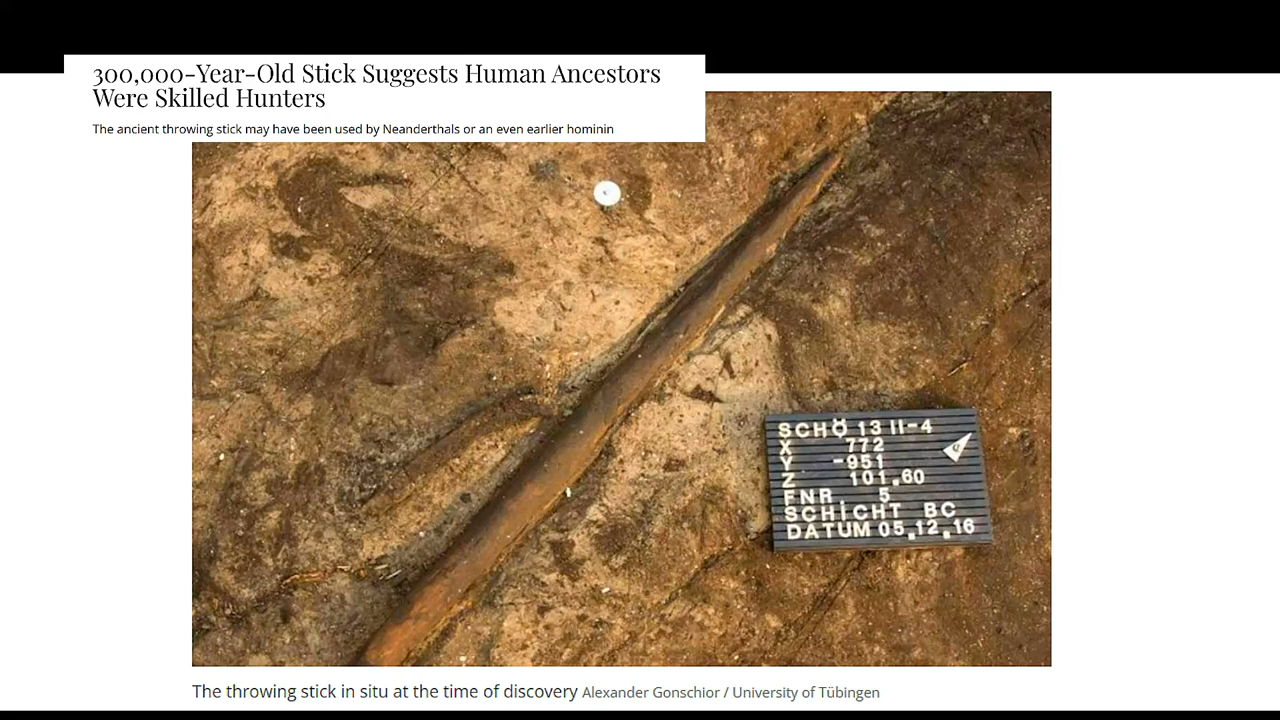 300,000-Year-Old Stick Suggests Human Ancestors
Were Skilled Hunters
The ancient throwing stick may have been used by Neanderthals or an even earlier hominin
SCHÖ 13 II-4
X 772
Y -951
Z 101.60
FNR 5
SCHICHT BC
DATUM 05.12.16
The throwing stick in situ at the time of discovery Alexander Gonschior / University of Tübingen